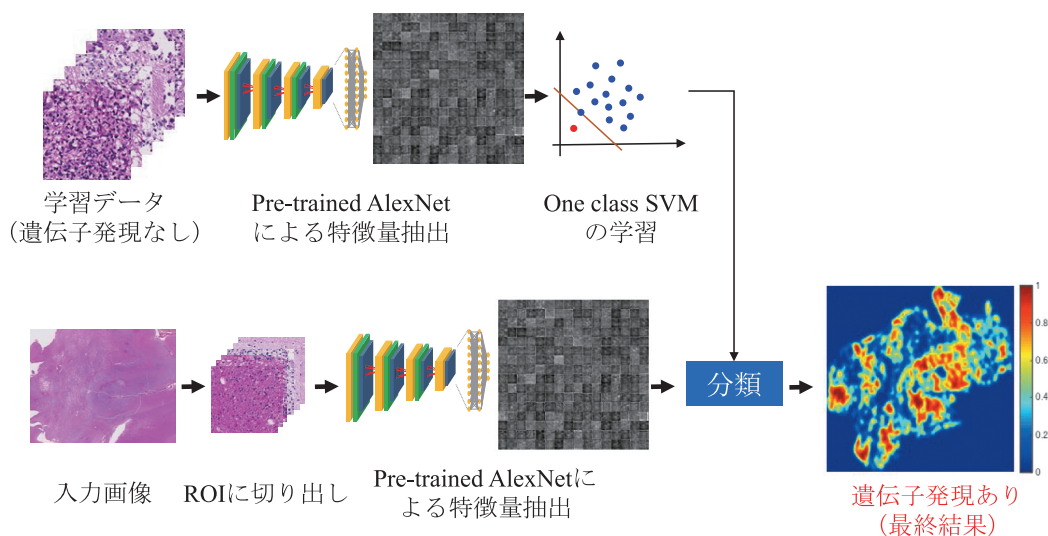 学習データ
(遺伝子発現なし)
Pre-trained AlexNet
による特徴量抽出
One class SVM
の学習
入力画像
ROIに切り出し
Pre-trained AlexNetに
よる特徴量抽出
分類
1
0.8
0.6
0.4
0.2
0
遺伝子発現あり
(最終結果)